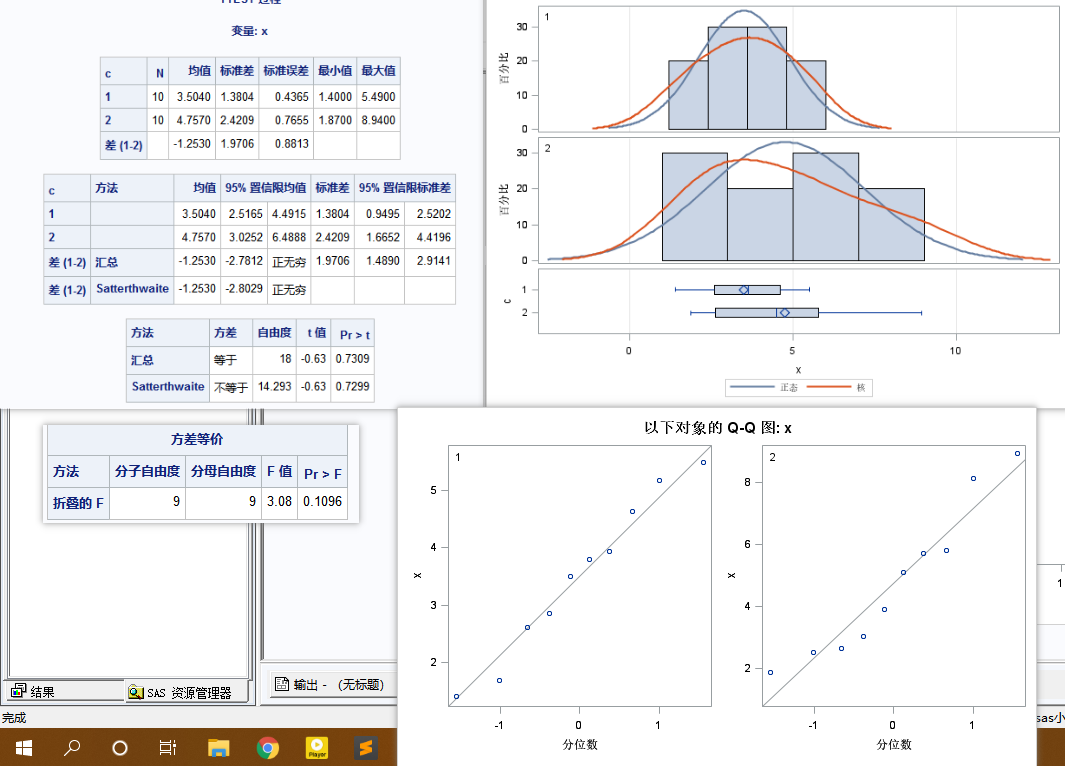 TTEST 过程
变量: x
c N 均值 标准差 标准误差 最小值 最大值
1 10 3.5040 1.3804 0.4365 1.4000 5.4900
2 10 4.7570 2.4209 0.7655 1.8700 8.9400
差 (1-2) -1.2530 1.9706 0.8813
c 方法 均值 95% 置信限均值 标准差 95% 置信限标准差
1 3.5040 2.5165 4.4915 1.3804 0.9495 2.5202
2 4.7570 3.0252 6.4888 2.4209 1.6652 4.4196
差 (1-2) 汇总 -1.2530 -2.7812 正无穷 1.9706 1.4890 2.9141
差 (1-2) Satterthwaite -1.2530 -2.8029 正无穷
方法 方差 自由度 t 值 Pr > t
汇总 等于 18 -0.63 0.7309
Satterthwaite 不等于 14.293 -0.63 0.7299
1
百分比
30
20
10
0
2
百分比
30
20
10
0
c
1
2
0 5 10
x
正态 核
方差等价
方法 分子自由度 分母自由度 F 值 Pr > F
折叠的 F 9 9 3.08 0.1096
以下对象的 Q-Q 图: x
1
x
5
4
3
2
-1 0 1
分位数
2
x
8
6
4
2
-1 0 1
分位数
1
结果
SAS 资源管理器
输出 - (无标题)
完成
sas小
Player